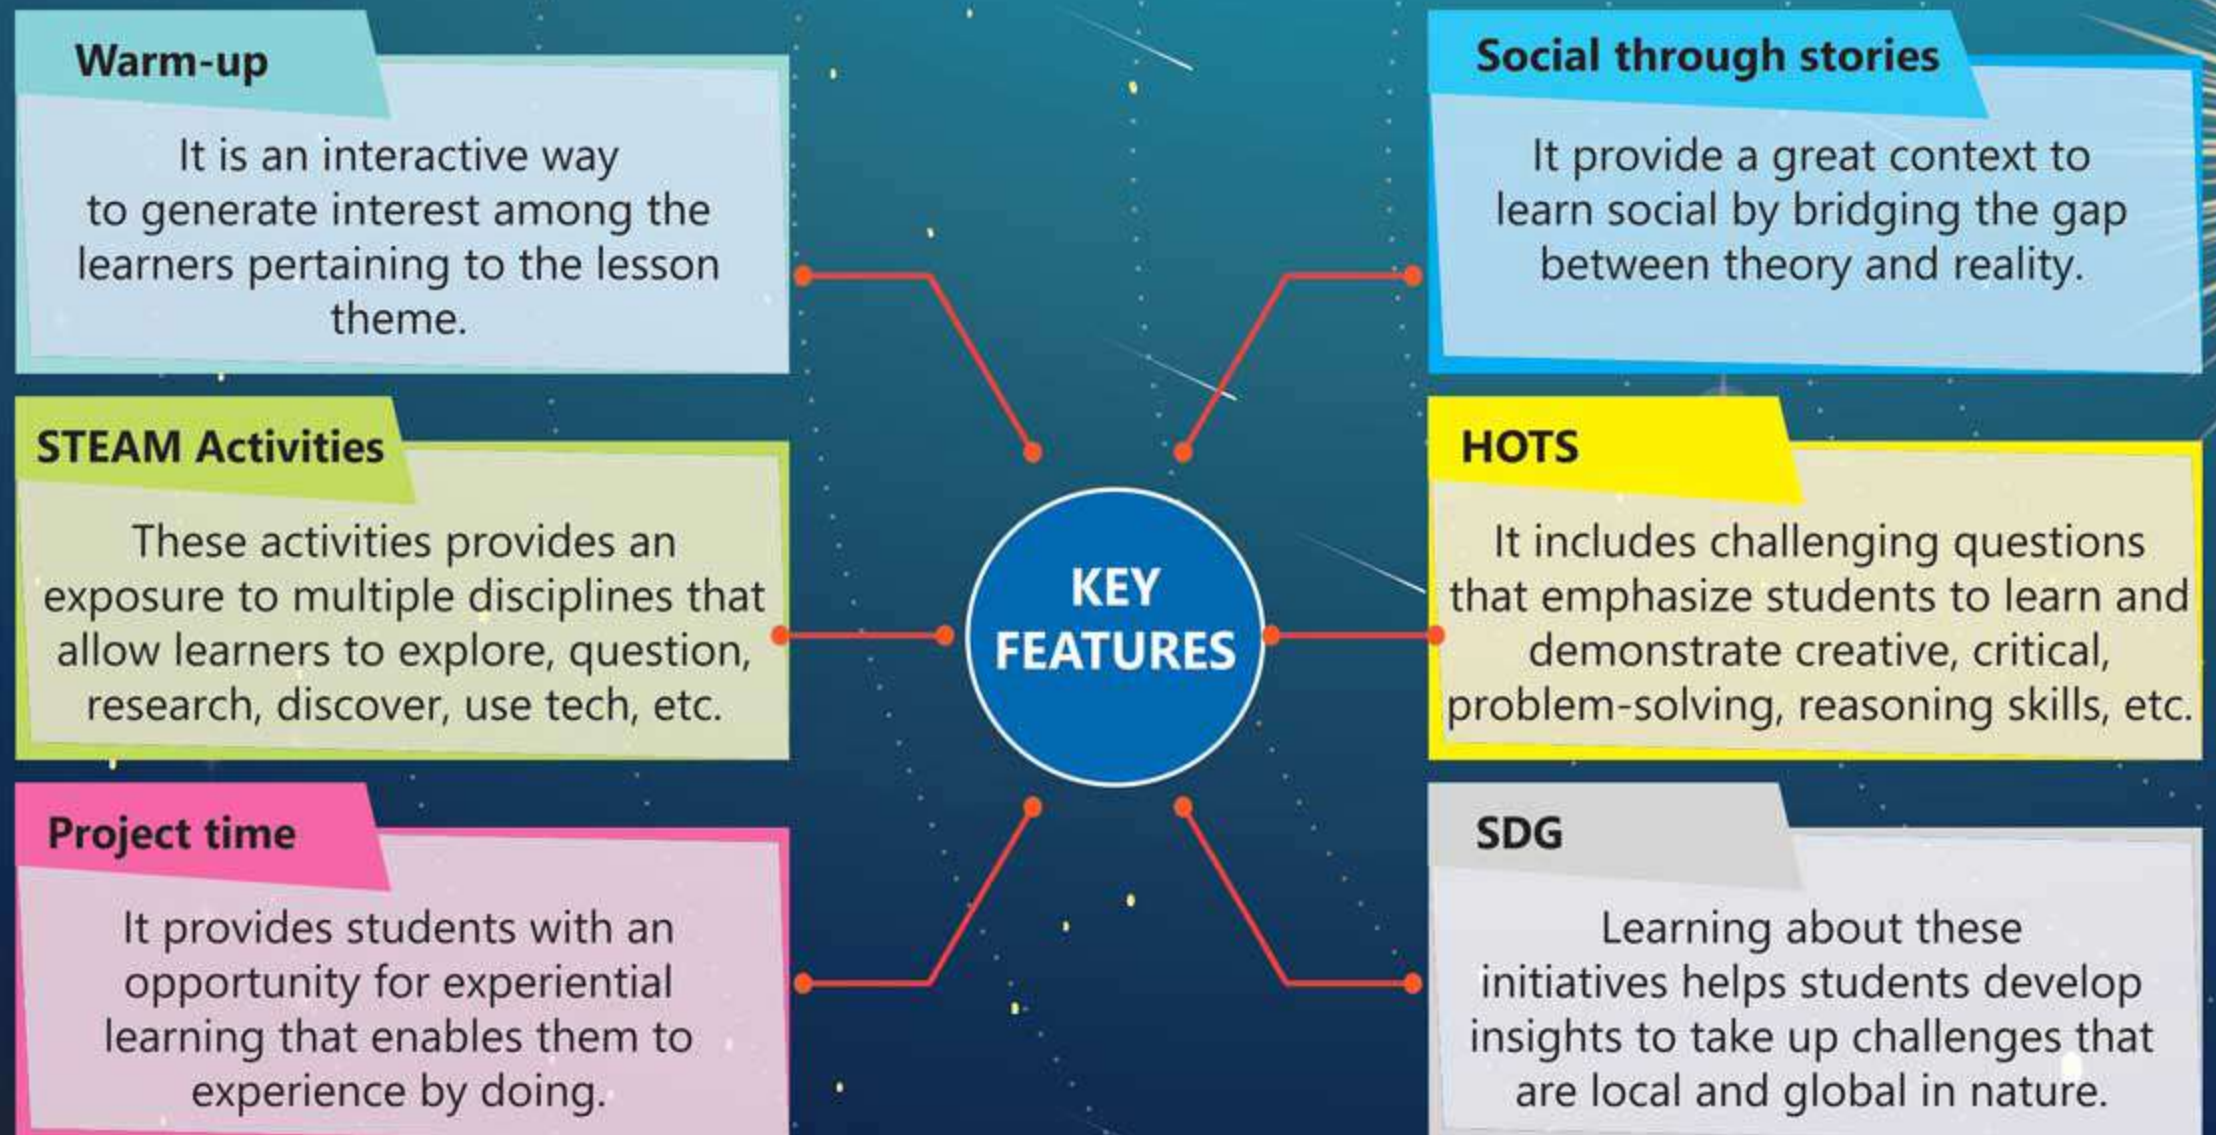 Warm-up
It is an interactive way
to generate interest among the
learners pertaining to the lesson
theme.
STEAM Activities
These activities provides an
exposure to multiple disciplines that
allow learners to explore, question,
research, discover, use tech, etc.
Project time
It provides students with an
opportunity for experiential
learning that enables them to
experience by doing.
KEY
FEATURES
Social through stories
It provide a great context to
learn social by bridging the gap
between theory and reality.
HOTS
It includes challenging questions
that emphasize students to learn and
demonstrate creative, critical,
problem-solving, reasoning skills, etc.
SDG
Learning about these
initiatives helps students develop
insights to take up challenges that
are local and global in nature.